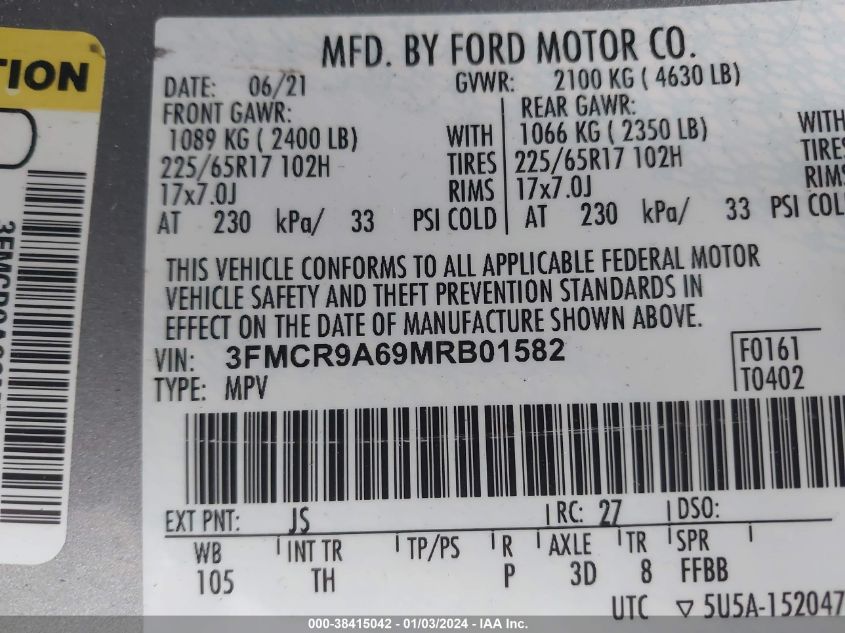 TION
MFD. BY FORD MOTOR CO.
DATE: 06/21 GVWR: 2100 KG ( 4630 LB)
FRONT GAWR: REAR GAWR:
1089 KG ( 2400 LB) WITH 1066 KG ( 2350 LB) WITH
225/65R17 102H TIRES 225/65R17 102H TIRES
17x7.0J RIMS 17x7.0J RIMS
AT 230 kPa/ 33 PSI COLD AT 230 kPa/ 33 PSI COL
THIS VEHICLE CONFORMS TO ALL APPLICABLE FEDERAL MOTOR
VEHICLE SAFETY AND THEFT PREVENTION STANDARDS IN
EFFECT ON THE DATE OF MANUFACTURE SHOWN ABOVE.
VIN: 3FMCR9A69MRB01582 F0161
TYPE: MPV T0402
EXT PNT: JS RC: 27 DSO:
WB INT TR TP/PS R AXLE TR SPR
105 TH P 3D 8 FFBB
UTC ▽ 5U5A-152047
000-38415042 - 01/03/2024 - IAA Inc.